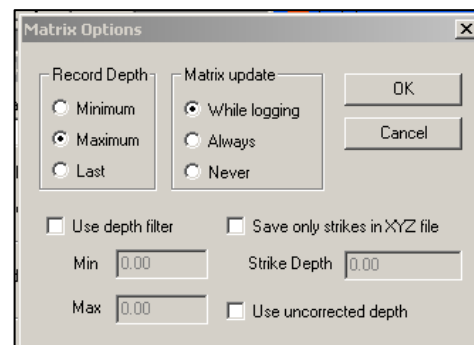 Matrix Options
Record Depth
Minimum
Maximum
Last
Matrix update
While logging
Always
Never
OK
Cancel
Use depth filter
Min 0.00
Max 0.00
Save only strikes in XYZ file
Strike Depth 0.00
Use uncorrected depth